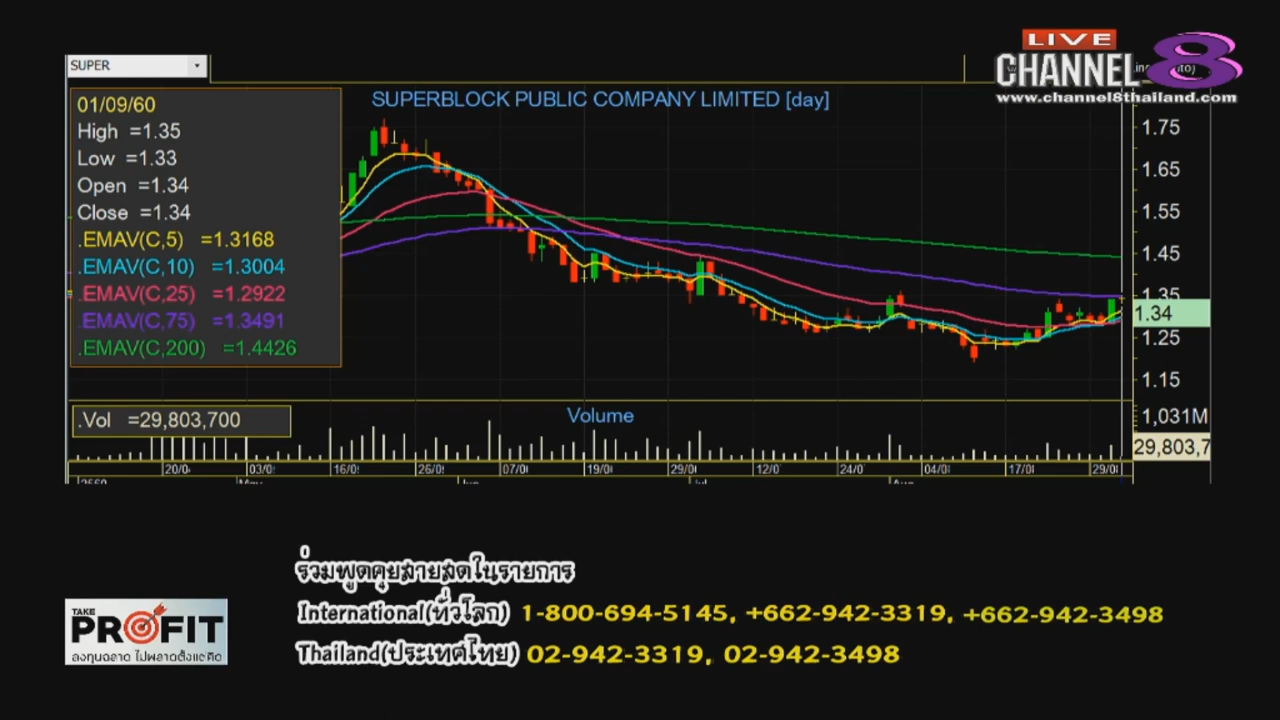 LIVE
CHANNEL 8
www.channel8thailand.com
SUPER
SUPERBLOCK PUBLIC COMPANY LIMITED [day]
01/09/60
High =1.35
Low =1.33
Open =1.34
Close =1.34
.EMAV(C,5) =1.3168
.EMAV(C,10) =1.3004
.EMAV(C,25) =1.2922
.EMAV(C,75) =1.3491
.EMAV(C,200) =1.4426
1.75
1.65
1.55
1.45
1.35
1.34
1.25
1.15
.Vol =29,803,700
Volume
1,031M
29,803,7
20/0 03/0 16/0 26/0 07/0 19/0 29/0 12/0 24/0 04/0 17/0 29/0
ร่วมพูดคุยสายสดในรายการ
International(ทั่วโลก) 1-800-694-5145, +662-942-3319, +662-942-3498
Thailand(ประเทศไทย) 02-942-3319, 02-942-3498
TAKE
PROFIT
ลงทุนฉลาด ไม่พลาดตั้งแต่คิด